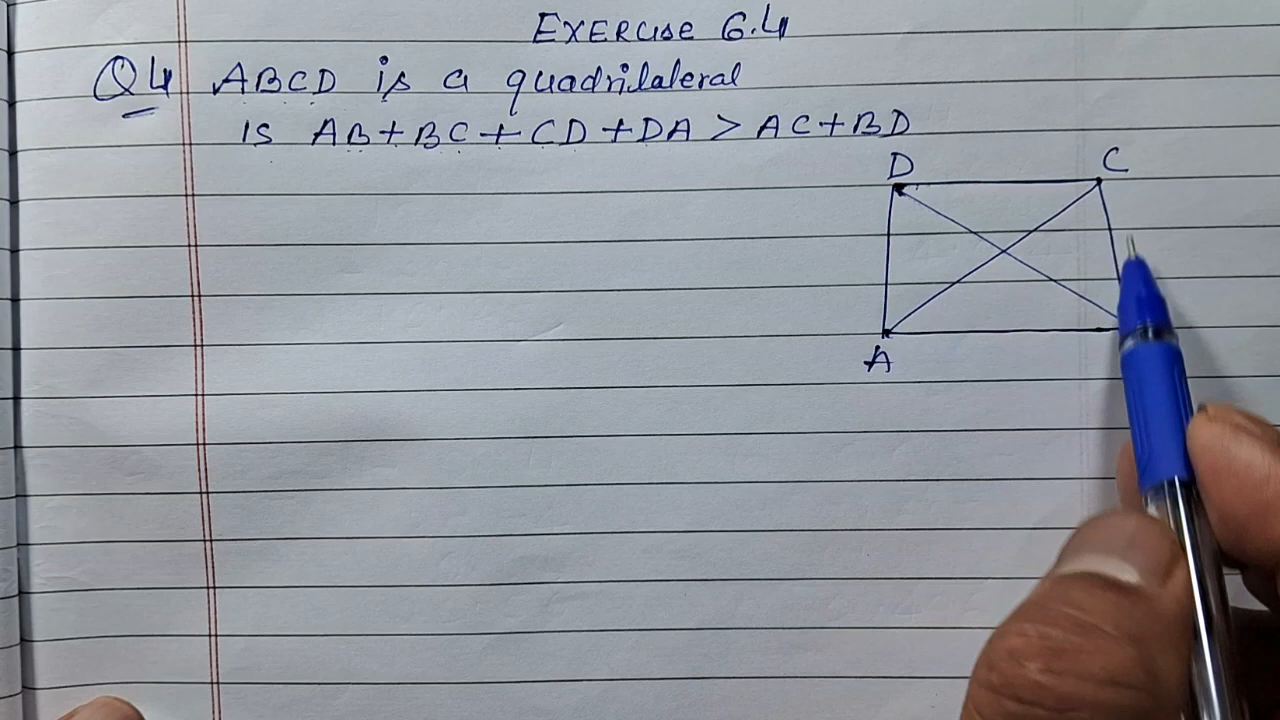 EXERCISE 6.4
Q4 ABCD is a quadrilateral
IS AB+BC+CD+DA > AC+BD
D C
A